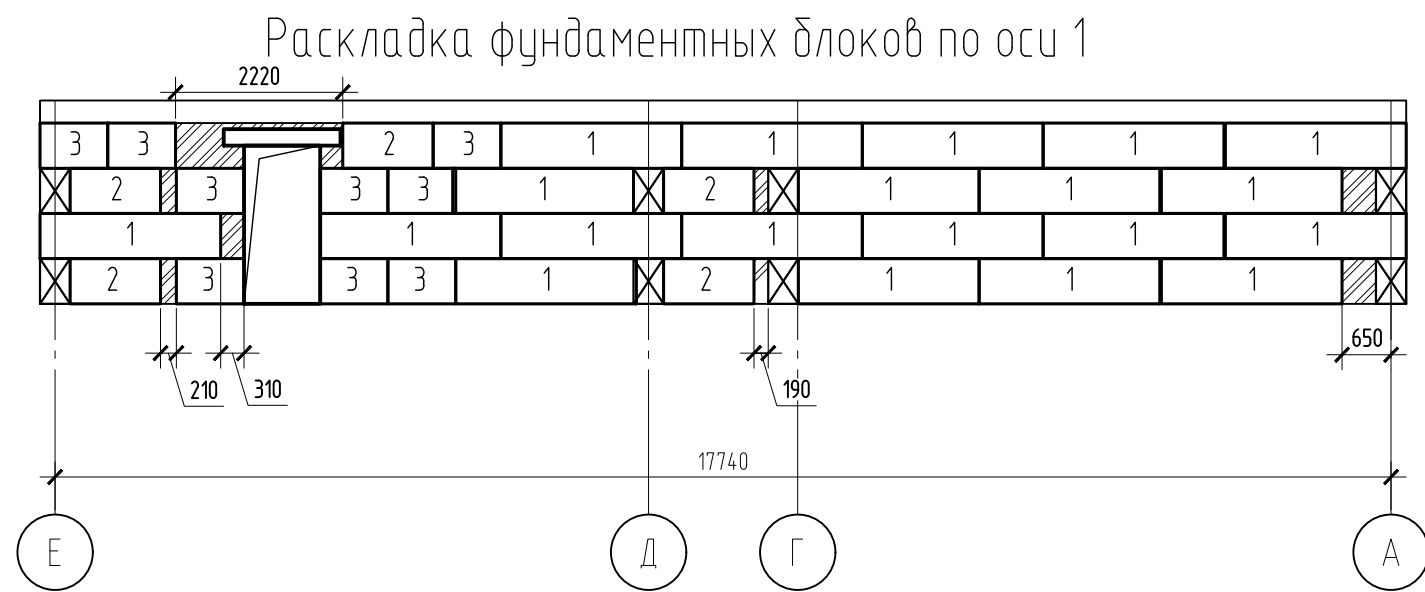 Раскладка фундаментных блоков по оси 1
2220
3 3 2 3 1 1 1 1 1
2 3 3 3 1 2 1 1 1
1 1 1 1 1 1 1
2 3 3 3 1 2 1 1 1
210 310 190 650
17740
Е Д Г А